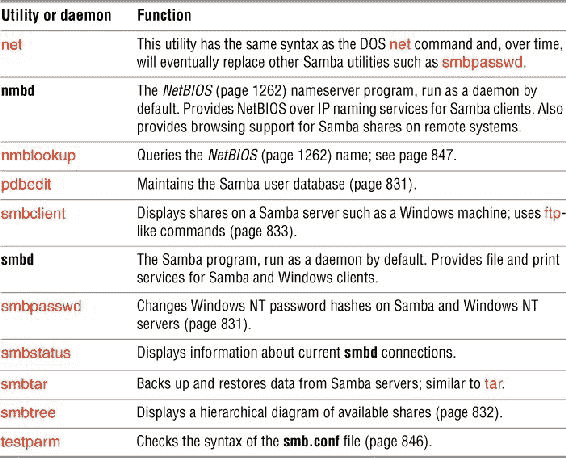 Utility or daemon Function
net This utility has the same syntax as the DOS net command and, over time,
will eventually replace other Samba utilities such as smbpasswd.
nmbd The NetBIOS (page 1262) nameserver program, run as a daemon by
default. Provides NetBIOS over IP naming services for Samba clients. Also
provides browsing support for Samba shares on remote systems.
nmblookup Queries the NetBIOS (page 1262) name; see page 847.
pdbedit Maintains the Samba user database (page 831).
smbclient Displays shares on a Samba server such as a Windows machine; uses ftp-
like commands (page 833).
smbd The Samba program, run as a daemon by default. Provides file and print
services for Samba and Windows clients.
smbpasswd Changes Windows NT password hashes on Samba and Windows NT
servers (page 831).
smbstatus Displays information about current smbd connections.
smbtar Backs up and restores data from Samba servers; similar to tar.
smbtree Displays a hierarchical diagram of available shares (page 832).
testparm Checks the syntax of the smb.conf file (page 846).